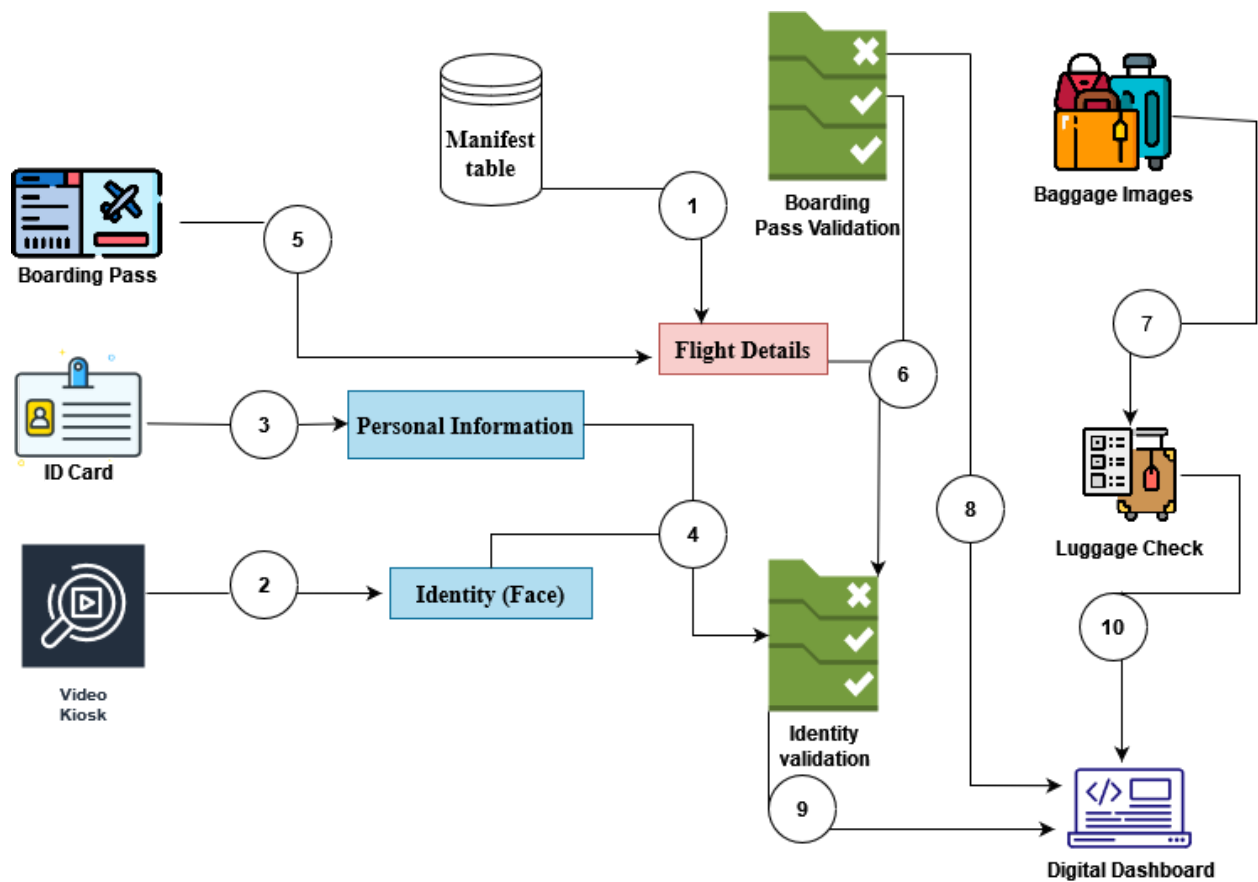 Manifest
table
1
Boarding
Pass Validation
Baggage Images
Boarding Pass
5
Flight Details
6
7
ID Card
3
Personal Information
4
8
Luggage Check
Video
Kiosk
2
Identity (Face)
Identity
validation
9
10
Digital Dashboard